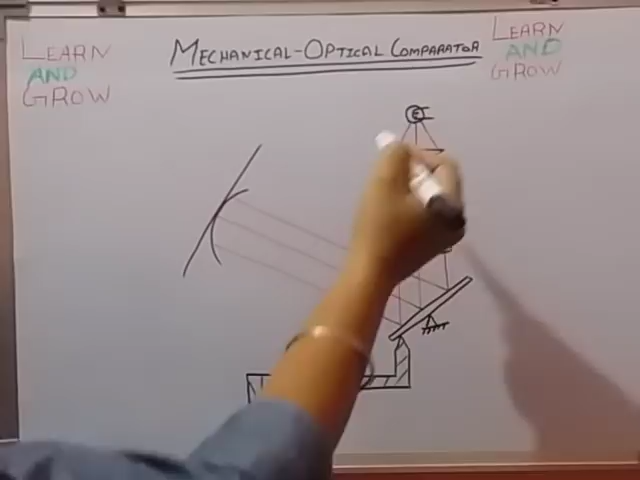 LEARN
AND
GROW
MECHANICAL-OPTICAL COMPARATOR
LEARN
AND
GROW